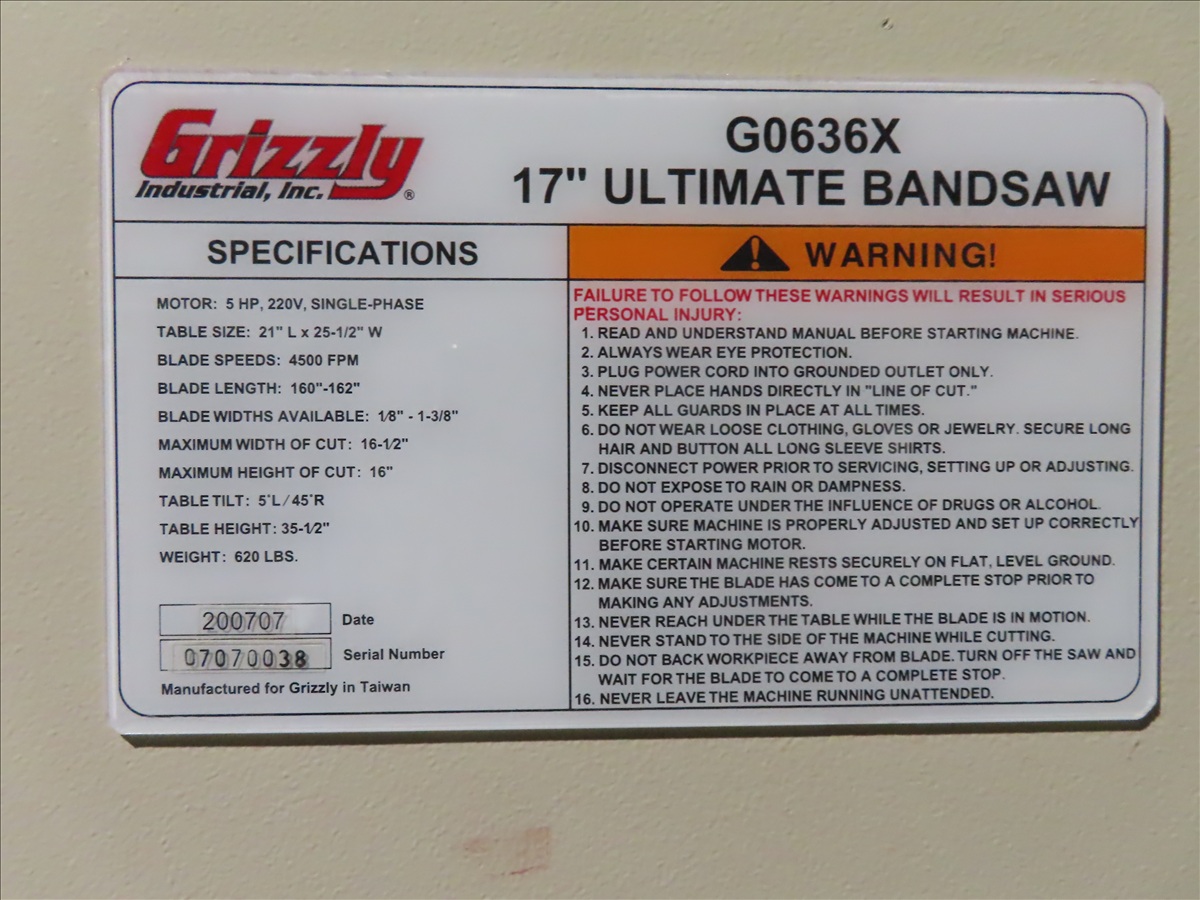 Grizzly
Industrial, Inc. ®
G0636X
17" ULTIMATE BANDSAW
SPECIFICATIONS
MOTOR: 5 HP, 220V, SINGLE-PHASE
TABLE SIZE: 21" L x 25-1/2" W
BLADE SPEEDS: 4500 FPM
BLADE LENGTH: 160"-162"
BLADE WIDTHS AVAILABLE: 1/8" - 1-3/8"
MAXIMUM WIDTH OF CUT: 16-1/2"
MAXIMUM HEIGHT OF CUT: 16"
TABLE TILT: 5°L / 45°R
TABLE HEIGHT: 35-1/2"
WEIGHT: 620 LBS.
200707 Date
07070038 Serial Number
Manufactured for Grizzly in Taiwan
WARNING!
FAILURE TO FOLLOW THESE WARNINGS WILL RESULT IN SERIOUS
PERSONAL INJURY:
1. READ AND UNDERSTAND MANUAL BEFORE STARTING MACHINE.
2. ALWAYS WEAR EYE PROTECTION.
3. PLUG POWER CORD INTO GROUNDED OUTLET ONLY.
4. NEVER PLACE HANDS DIRECTLY IN "LINE OF CUT."
5. KEEP ALL GUARDS IN PLACE AT ALL TIMES.
6. DO NOT WEAR LOOSE CLOTHING, GLOVES OR JEWELRY. SECURE LONG
HAIR AND BUTTON ALL LONG SLEEVE SHIRTS.
7. DISCONNECT POWER PRIOR TO SERVICING, SETTING UP OR ADJUSTING.
8. DO NOT EXPOSE TO RAIN OR DAMPNESS.
9. DO NOT OPERATE UNDER THE INFLUENCE OF DRUGS OR ALCOHOL.
10. MAKE SURE MACHINE IS PROPERLY ADJUSTED AND SET UP CORRECTLY
BEFORE STARTING MOTOR.
11. MAKE CERTAIN MACHINE RESTS SECURELY ON FLAT, LEVEL GROUND.
12. MAKE SURE THE BLADE HAS COME TO A COMPLETE STOP PRIOR TO
MAKING ANY ADJUSTMENTS.
13. NEVER REACH UNDER THE TABLE WHILE THE BLADE IS IN MOTION.
14. NEVER STAND TO THE SIDE OF THE MACHINE WHILE CUTTING.
15. DO NOT BACK WORKPIECE AWAY FROM BLADE. TURN OFF THE SAW AND
WAIT FOR THE BLADE TO COME TO A COMPLETE STOP.
16. NEVER LEAVE THE MACHINE RUNNING UNATTENDED.